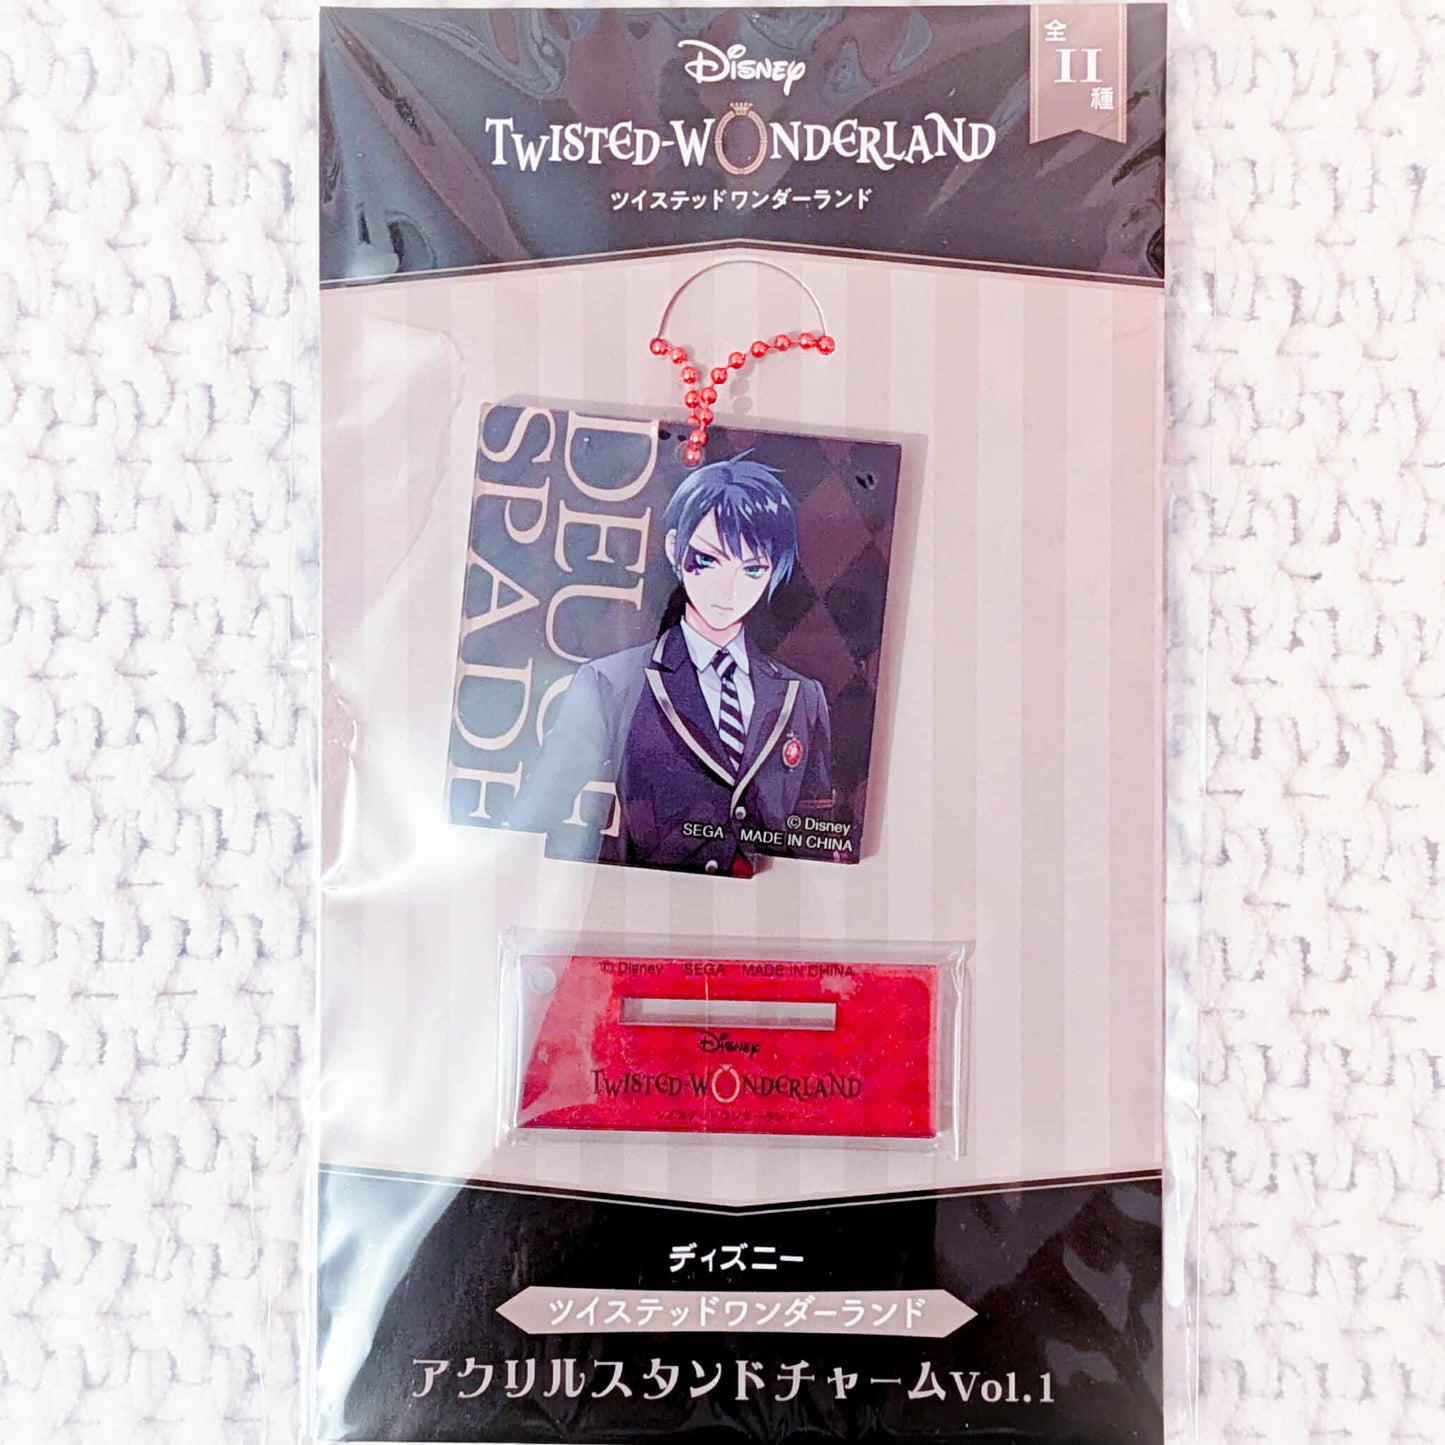 全
11
種
Disney
TWISTED-WONDERLAND
ツイステッドワンダーランド
DEUCE
SPADE
© Disney
SEGA MADE IN CHINA
© Disney SEGA MADE IN CHINA
Disney
TWISTED-WONDERLAND
ツイステッドワンダーランド
ディズニー
ツイステッドワンダーランド
アクリルスタンドチャームVol.1